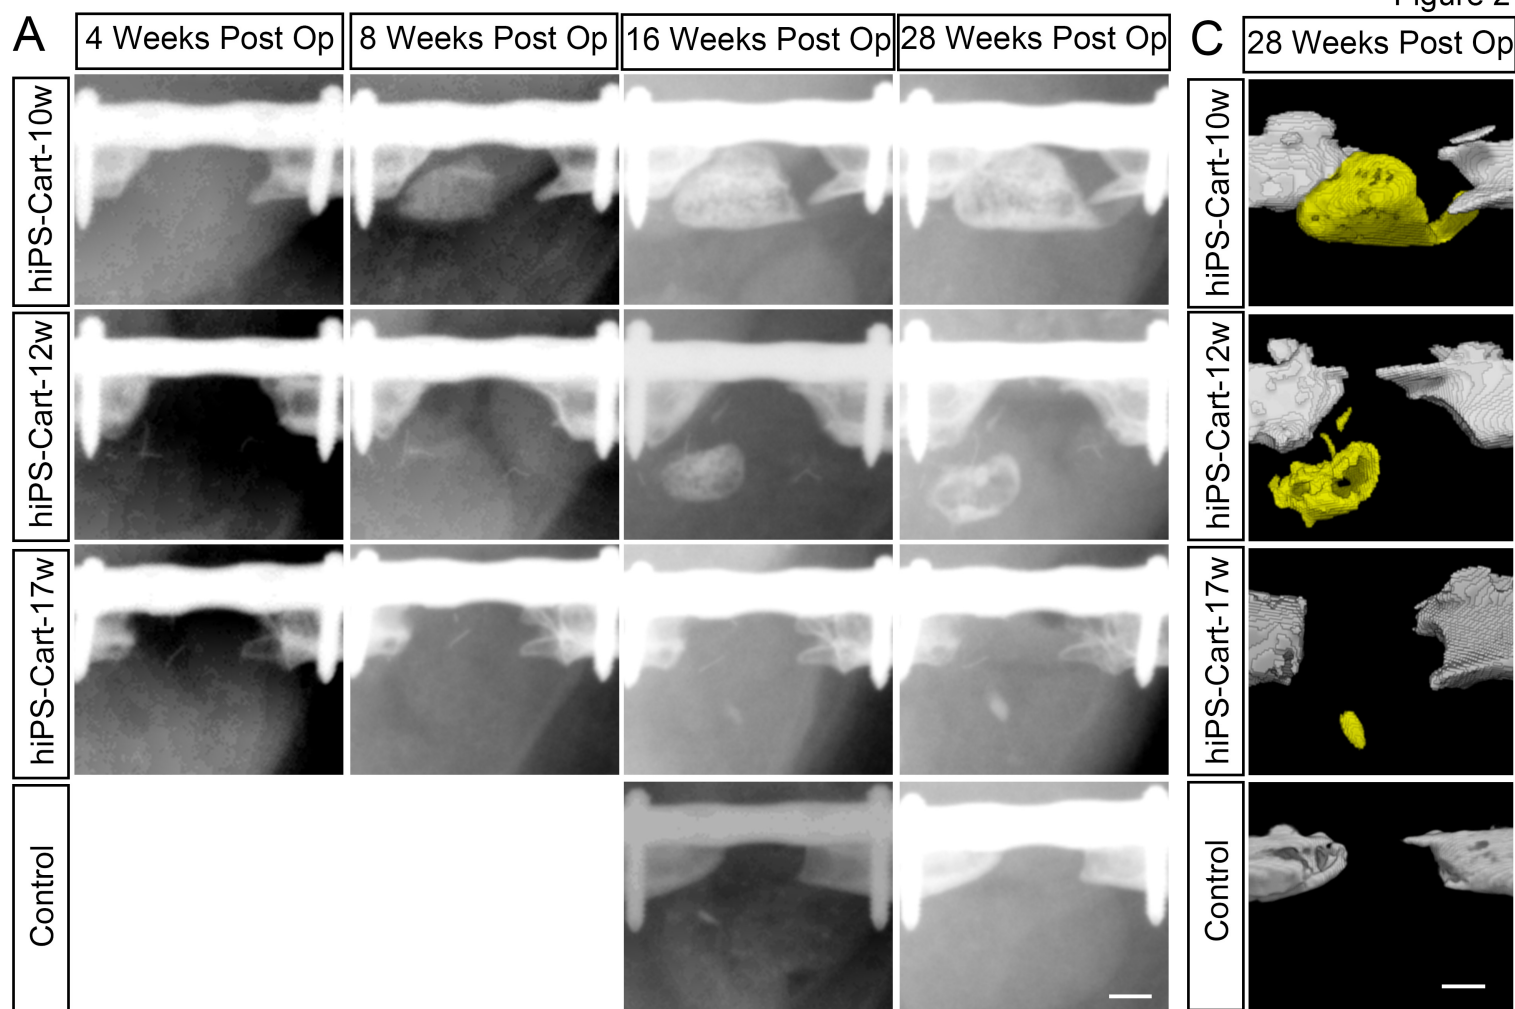 Figure 2
A
4 Weeks Post Op
8 Weeks Post Op
16 Weeks Post Op
28 Weeks Post Op
C
28 Weeks Post Op
hiPS-Cart-10w
hiPS-Cart-10w
hiPS-Cart-12w
hiPS-Cart-12w
hiPS-Cart-17w
hiPS-Cart-17w
Control
Control